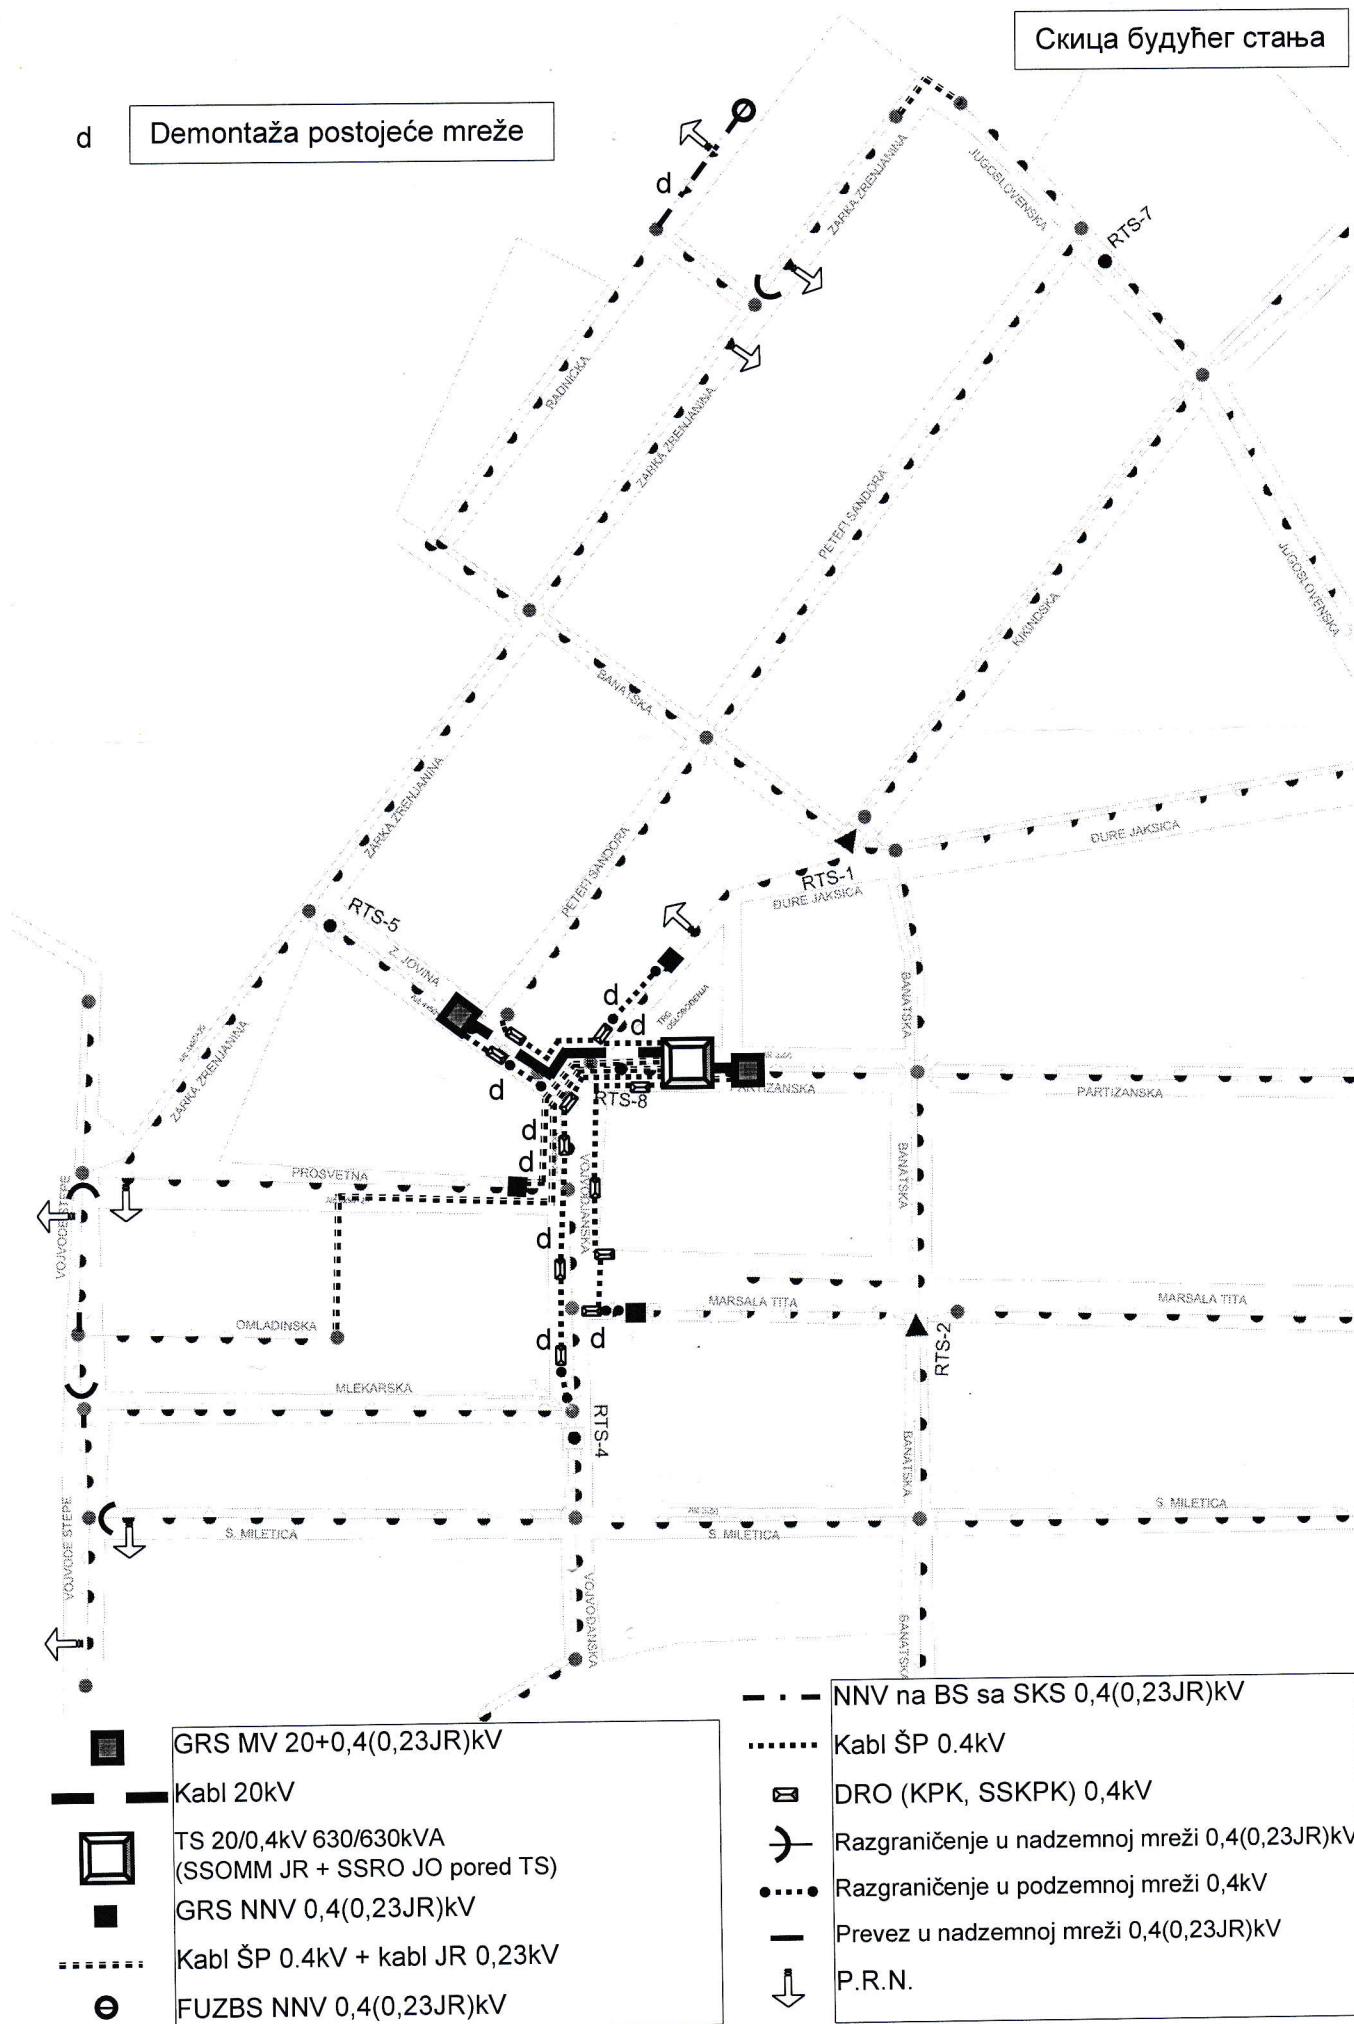 Скица будућег стања
d
Demontaža postojeće mreže
d
ZARKA ZRENJANINA
JUGOSLOVENSKA
RTS-7
RADNIČKA
ZARKA ZRENJANINA
PETEFI SANDORA
KIKINDSKA
JUGOSLOVENSKA
BANATSKA
ZARKA ZRENJANINA
PETEFI SANDORA
ĐURE JAKSICA
RTS-1
ĐURE JAKSICA
RTS-5
Z. JOVINA
BANATSKA
TRG
OSLOBOĐENJA
d
d
ZARKA ZRENJANINA
d
RTS-8
PARTIZANSKA
PARTIZANSKA
d
d
PROSVETNA
VOJVODJANSKA
BANATSKA
VOJVODE STEPE
d
MARSALA TITA
MARSALA TITA
OMLADINSKA
d
d
RTS-2
MLEKARSKA
RTS-4
BANATSKA
S. MILETICA
S. MILETICA
S. MILETICA
VOJVODE STEPE
VOJVOĐANSKA
BANATSKA
GRS MV 20+0,4(0,23JR)kV
Kabl 20kV
TS 20/0,4kV 630/630kVA
(SSOMM JR + SSRO JO pored TS)
GRS NNV 0,4(0,23JR)kV
Kabl ŠP 0.4kV + kabl JR 0,23kV
FUZBS NNV 0,4(0,23JR)kV
NNV na BS sa SKS 0,4(0,23JR)kV
Kabl ŠP 0.4kV
DRO (KPK, SSKPK) 0,4kV
Razgraničenje u nadzemnoj mreži 0,4(0,23JR)kV
Razgraničenje u podzemnoj mreži 0,4kV
Prevez u nadzemnoj mreži 0,4(0,23JR)kV
P.R.N.